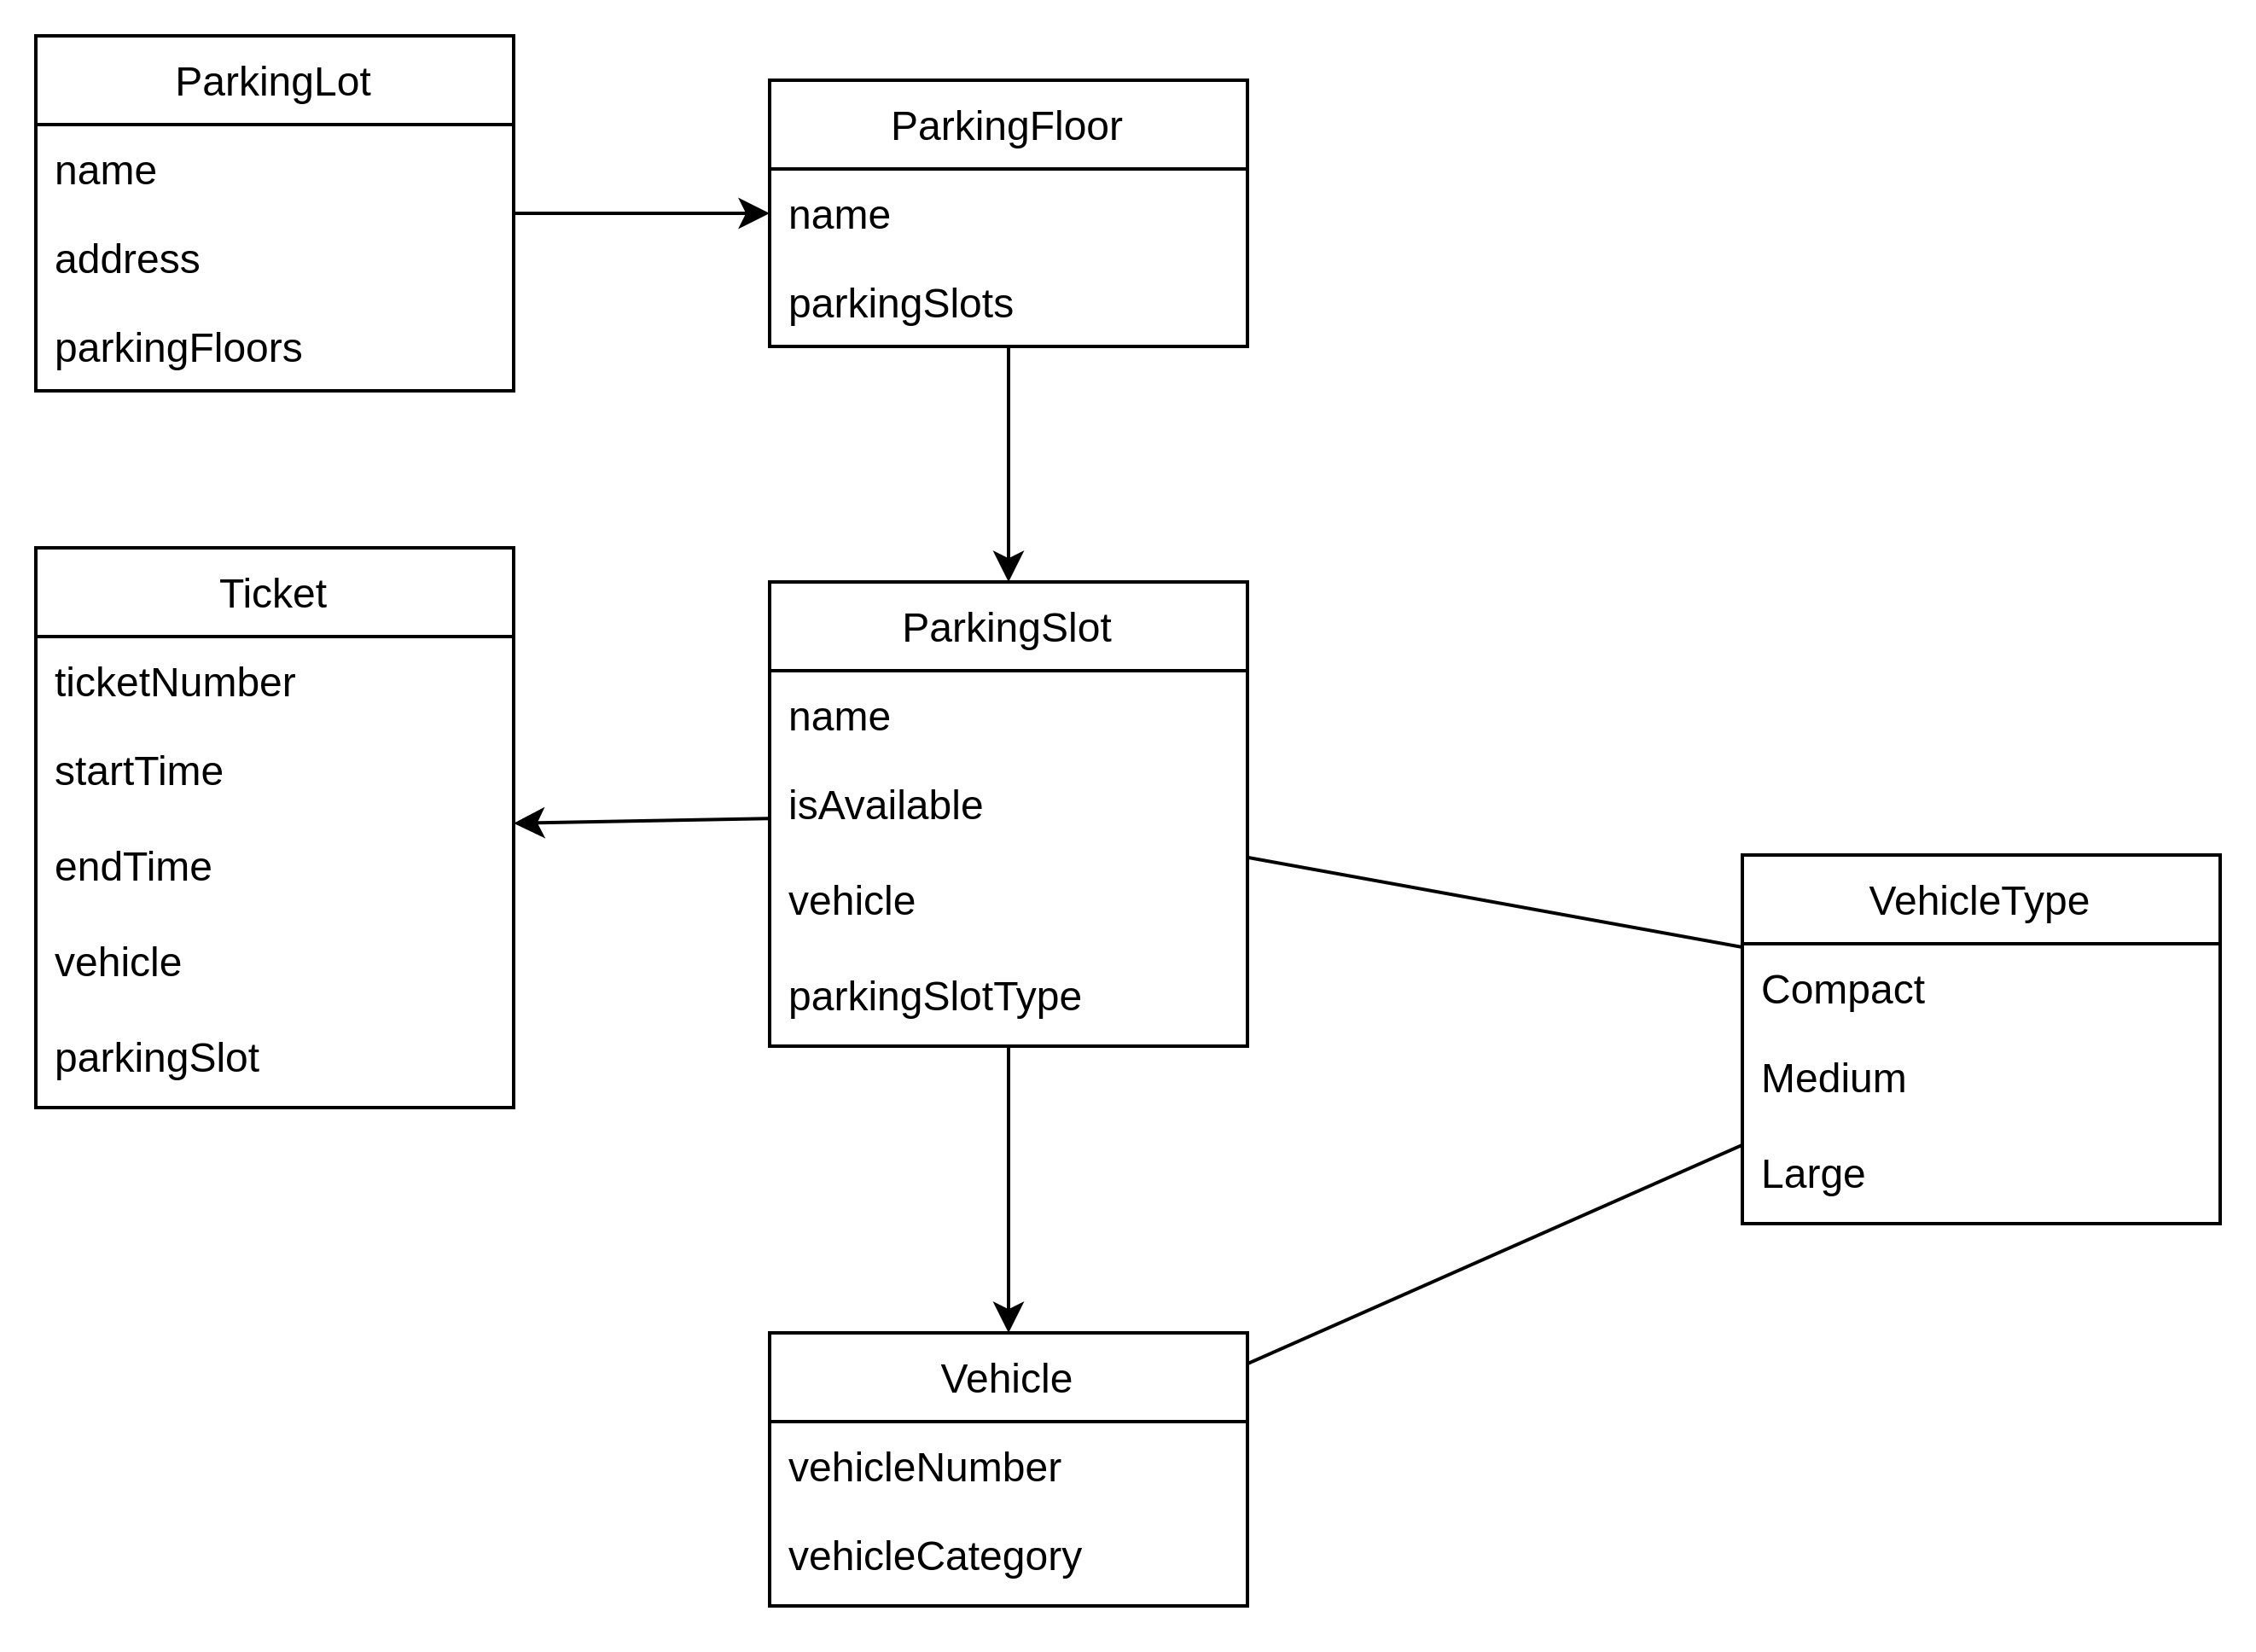 ParkingLot
name
address
parkingFloors
ParkingFloor
name
parkingSlots
Ticket
ticketNumber
startTime
endTime
vehicle
parkingSlot
ParkingSlot
name
isAvailable
vehicle
parkingSlotType
VehicleType
Compact
Medium
Large
Vehicle
vehicleNumber
vehicleCategory